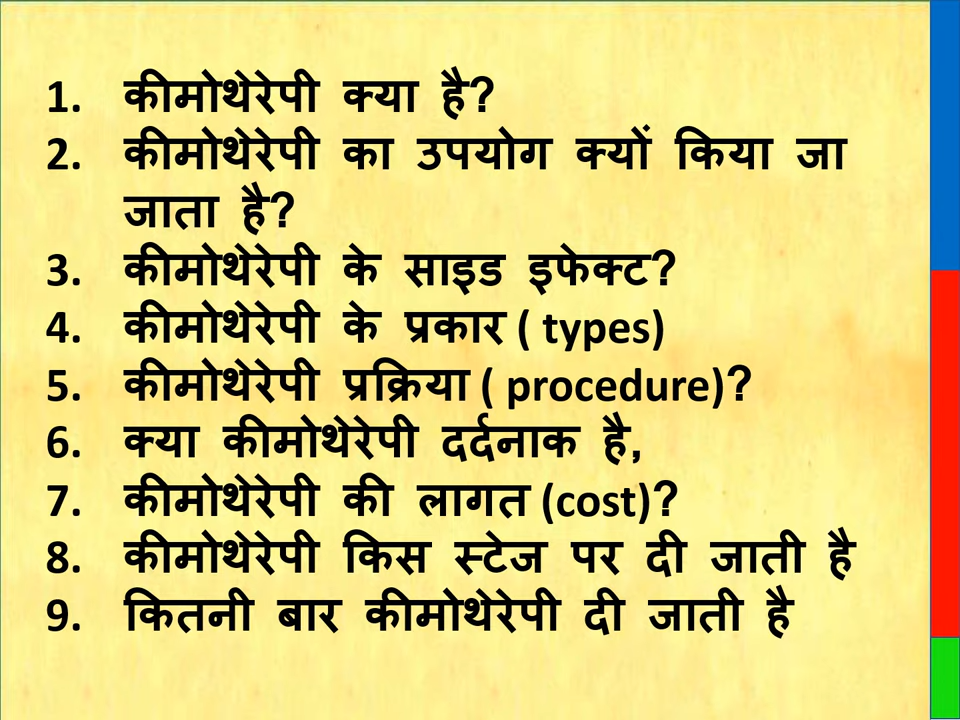 1. कीमोथेरेपी क्या है?
2. कीमोथेरेपी का उपयोग क्यों किया जा
जाता है?
3. कीमोथेरेपी के साइड इफेक्ट?
4. कीमोथेरेपी के प्रकार ( types)
5. कीमोथेरेपी प्रक्रिया ( procedure)?
6. क्या कीमोथेरेपी दर्दनाक है,
7. कीमोथेरेपी की लागत (cost)?
8. कीमोथेरेपी किस स्टेज पर दी जाती है
9. कितनी बार कीमोथेरेपी दी जाती है